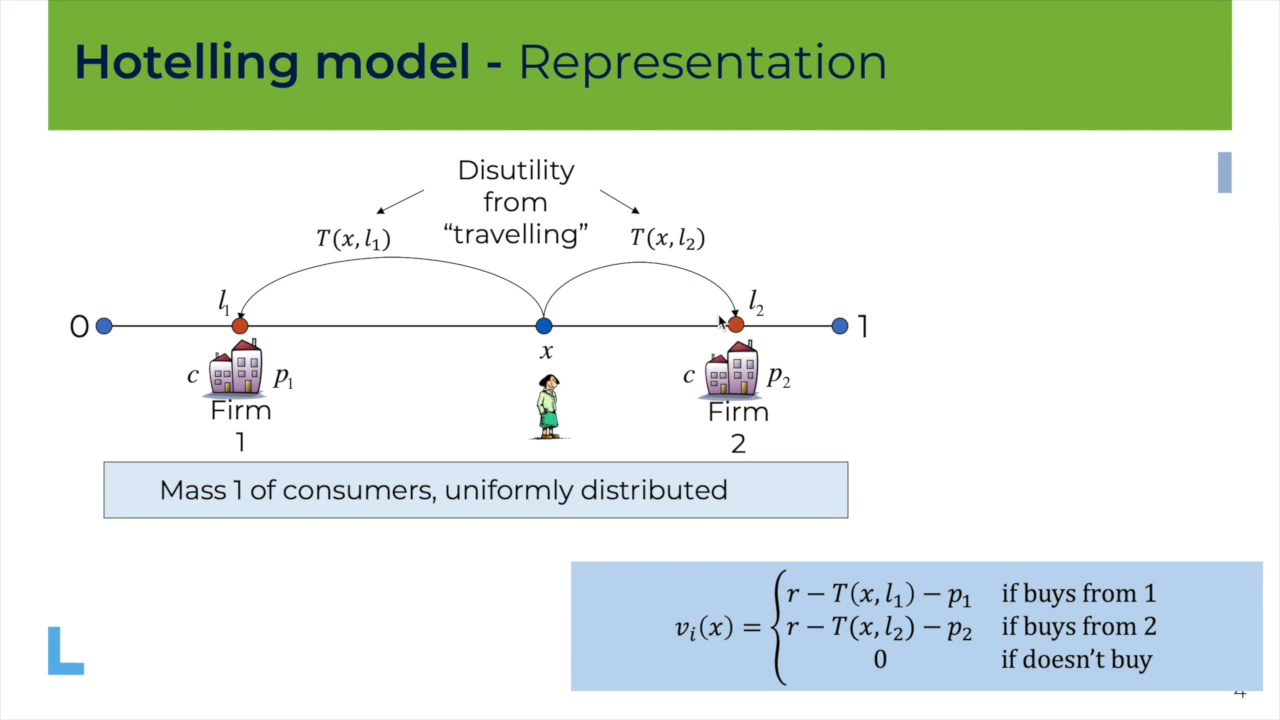 Hotelling model - Representation
Disutility
from
“travelling”
T(x, l₁)
T(x, l₂)
l₁
l₂
0
1
x
c
p₁
c
p₂
Firm
1
Firm
2
Mass 1 of consumers, uniformly distributed
r − T(x, l₁) − p₁ if buys from 1
vᵢ(x) = { r − T(x, l₂) − p₂ if buys from 2
0 if doesn’t buy
4